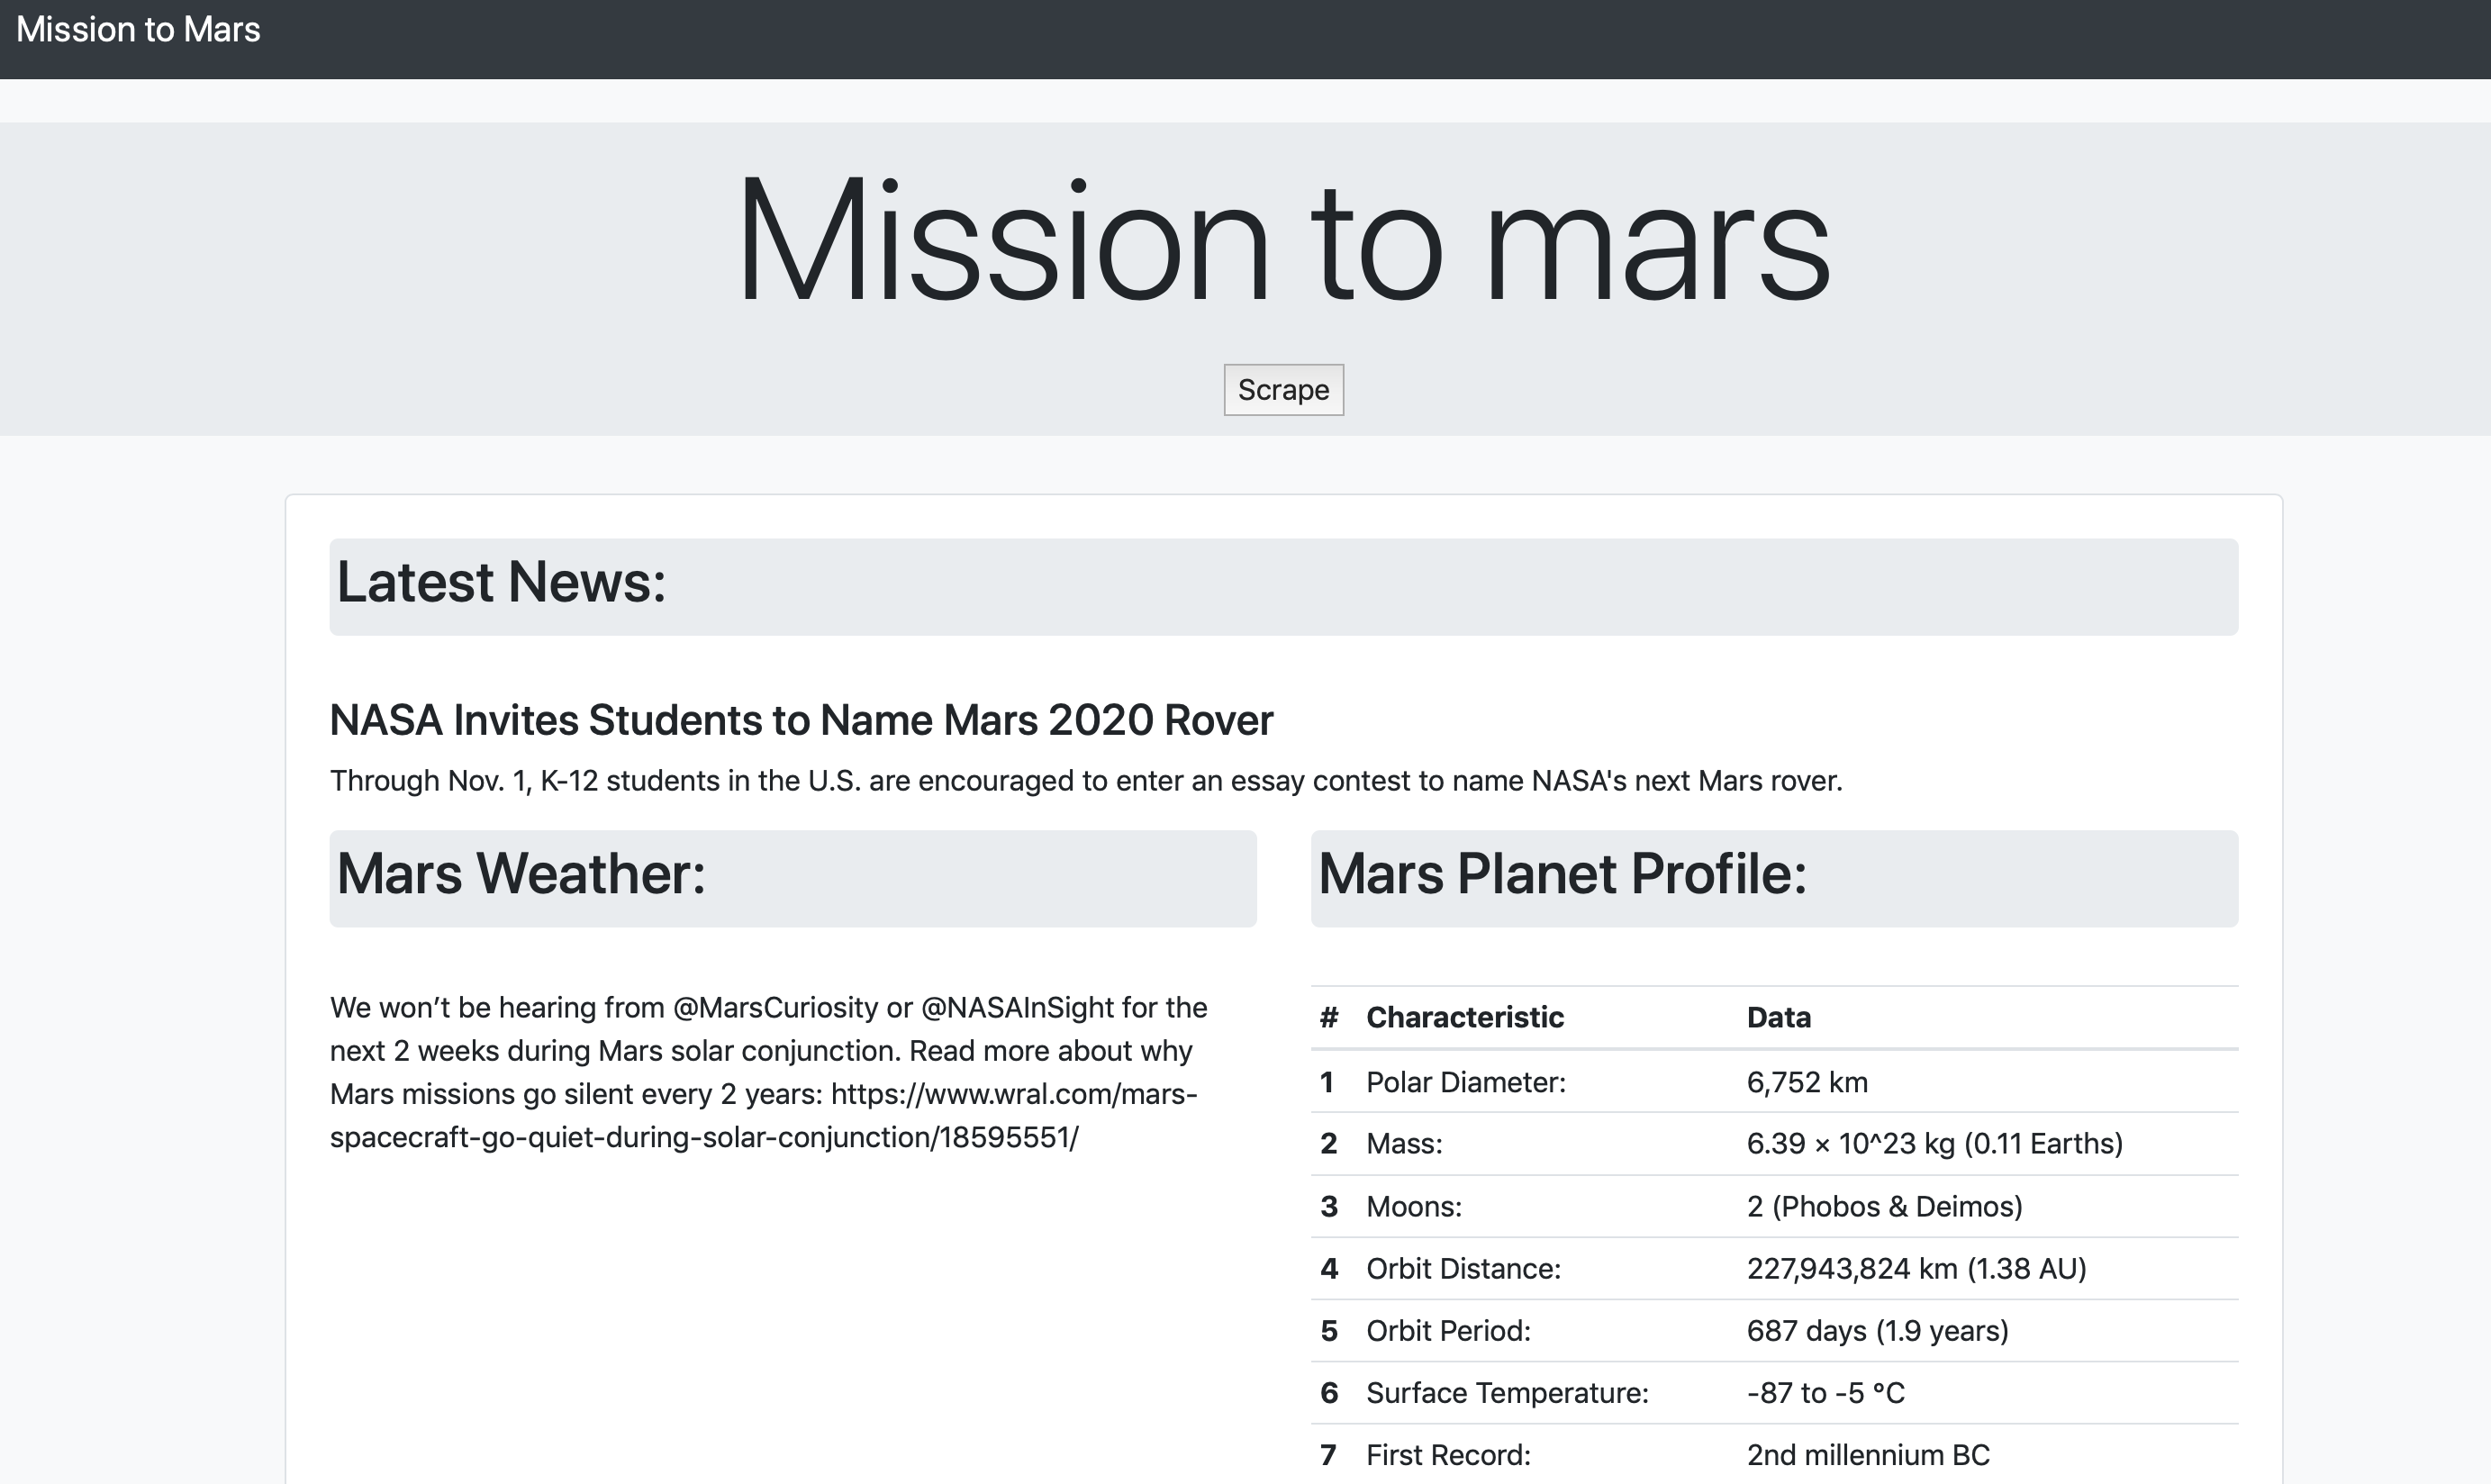 Mission to Mars
Mission to mars
Scrape
Latest News:
NASA Invites Students to Name Mars 2020 Rover
Through Nov. 1, K-12 students in the U.S. are encouraged to enter an essay contest to name NASA's next Mars rover.
Mars Weather:
We won’t be hearing from @MarsCuriosity or @NASAInSight for the
next 2 weeks during Mars solar conjunction. Read more about why
Mars missions go silent every 2 years: https://www.wral.com/mars-
spacecraft-go-quiet-during-solar-conjunction/18595551/
Mars Planet Profile:
# Characteristic Data
1 Polar Diameter: 6,752 km
2 Mass: 6.39 × 10^23 kg (0.11 Earths)
3 Moons: 2 (Phobos & Deimos)
4 Orbit Distance: 227,943,824 km (1.38 AU)
5 Orbit Period: 687 days (1.9 years)
6 Surface Temperature: -87 to -5 °C
7 First Record: 2nd millennium BC